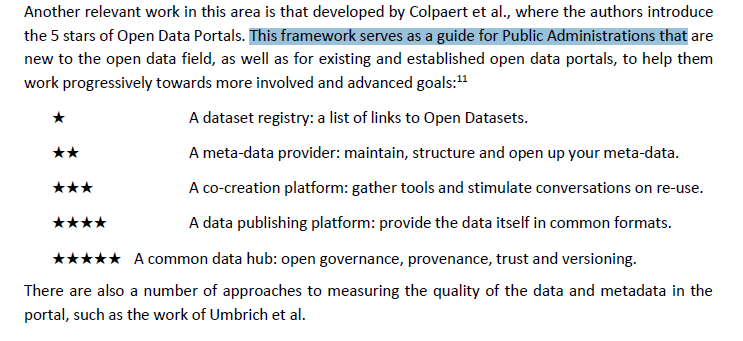 Another relevant work in this area is that developed by Colpaert et al., where the authors introduce
the 5 stars of Open Data Portals. This framework serves as a guide for Public Administrations that are
new to the open data field, as well as for existing and established open data portals, to help them
work progressively towards more involved and advanced goals:¹¹
★ A dataset registry: a list of links to Open Datasets.
★★ A meta-data provider: maintain, structure and open up your meta-data.
★★★ A co-creation platform: gather tools and stimulate conversations on re-use.
★★★★ A data publishing platform: provide the data itself in common formats.
★★★★★ A common data hub: open governance, provenance, trust and versioning.
There are also a number of approaches to measuring the quality of the data and metadata in the
portal, such as the work of Umbrich et al.